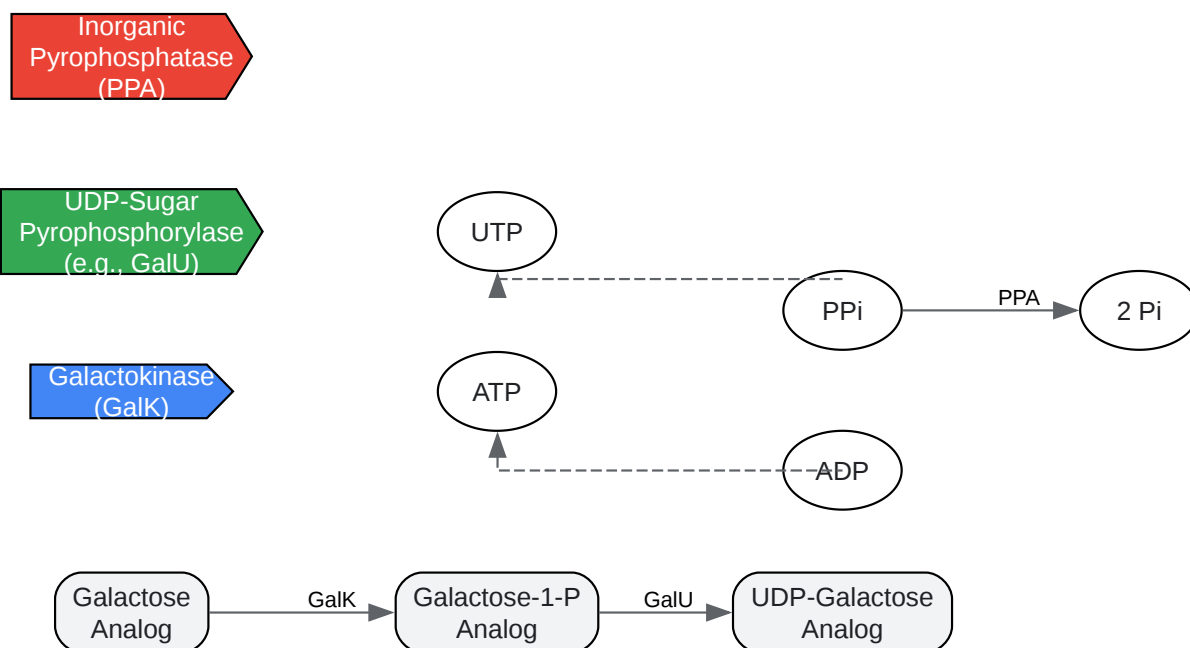 Inorganic
Pyrophosphatase
(PPA)
UDP-Sugar
Pyrophosphorylase
(e.g., GalU)
UTP
PPi
PPA
2 Pi
Galactokinase
(GalK)
ATP
ADP
Galactose
Analog
GalK
Galactose-1-P
Analog
GalU
UDP-Galactose
Analog